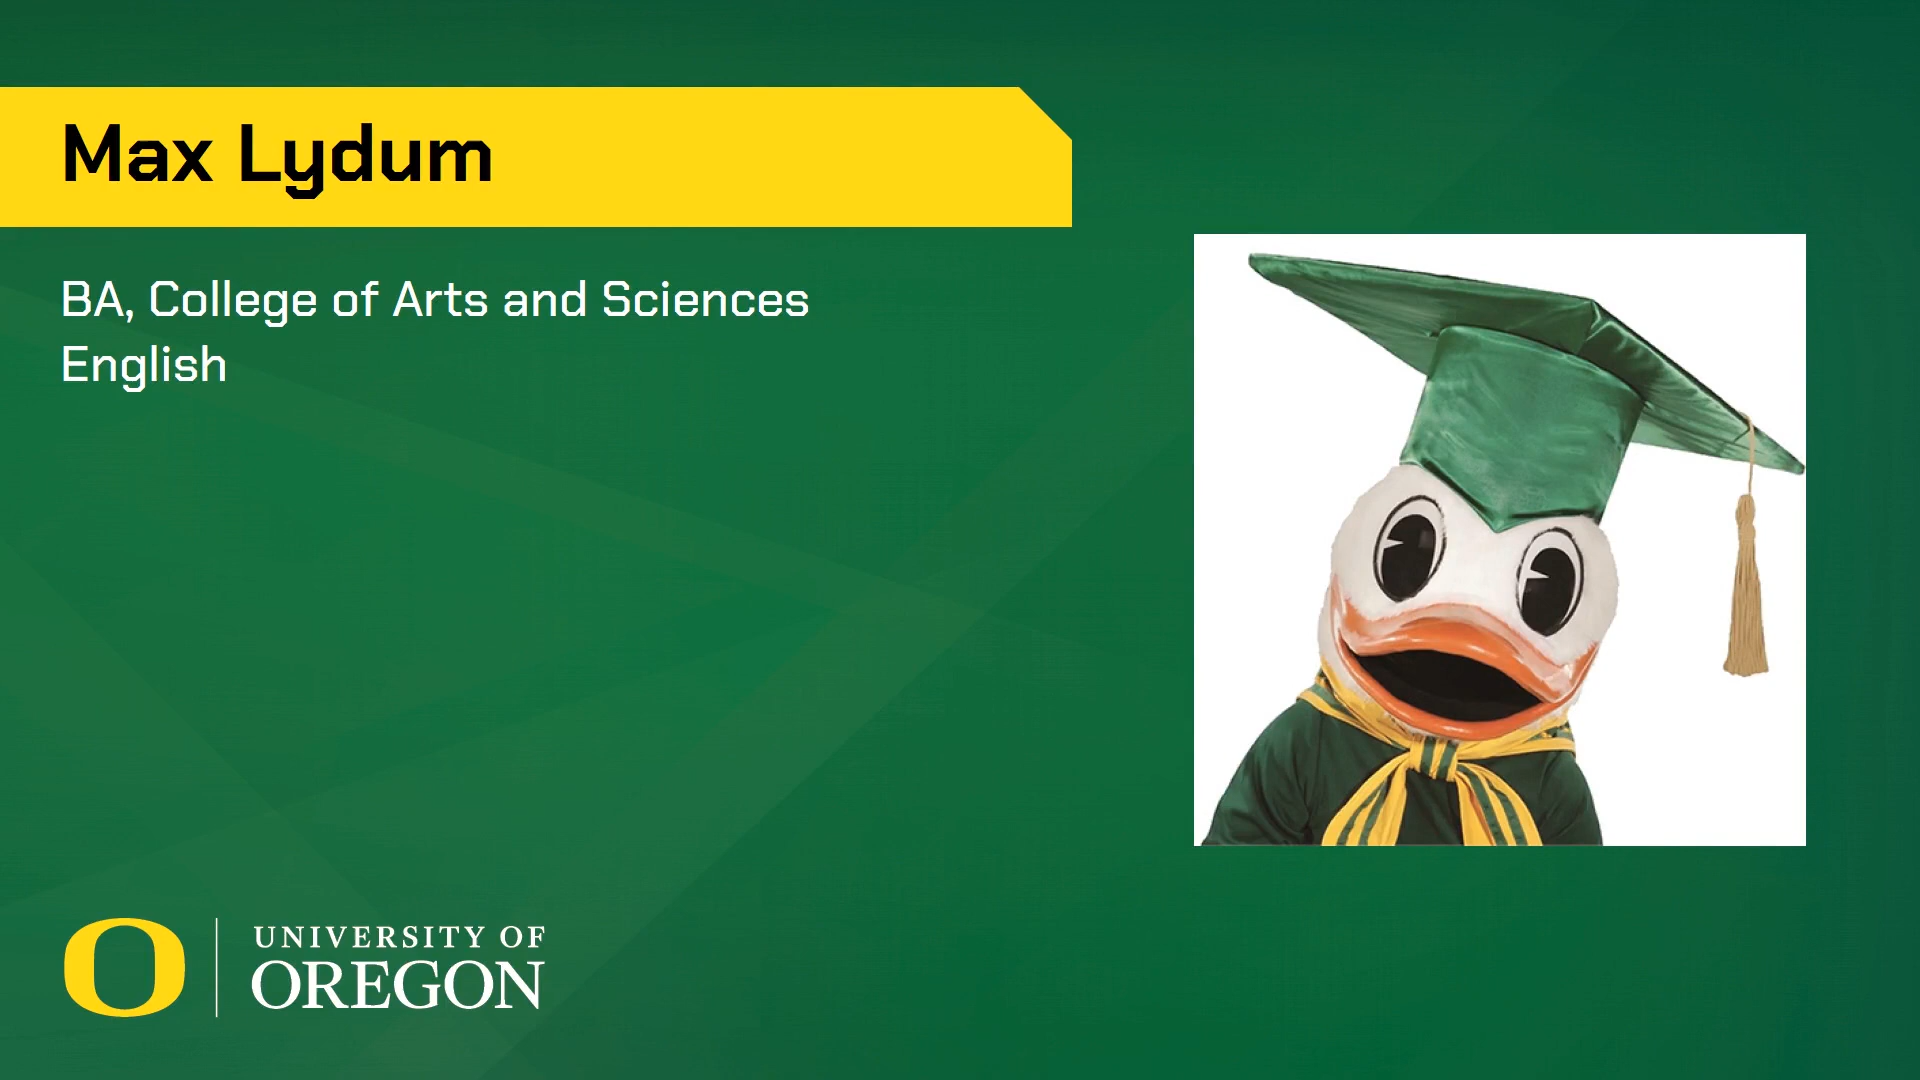 Max Lydum
BA, College of Arts and Sciences
English
O
UNIVERSITY OF
OREGON